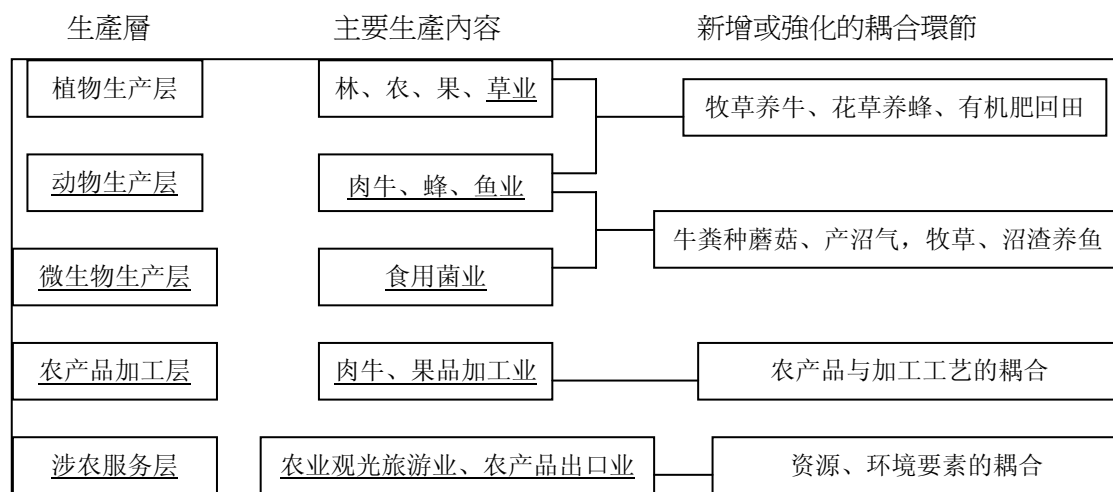 生產層 主要生產內容 新增或強化的耦合環節
植物生产层 林、农、果、草业
牧草养牛、花草养蜂、有机肥回田
动物生产层 肉牛、蜂、鱼业
牛粪种蘑菇、产沼气，牧草、沼渣养鱼
微生物生产层 食用菌业
农产品加工层 肉牛、果品加工业 农产品与加工工艺的耦合
涉农服务层 农业观光旅游业、农产品出口业 资源、环境要素的耦合